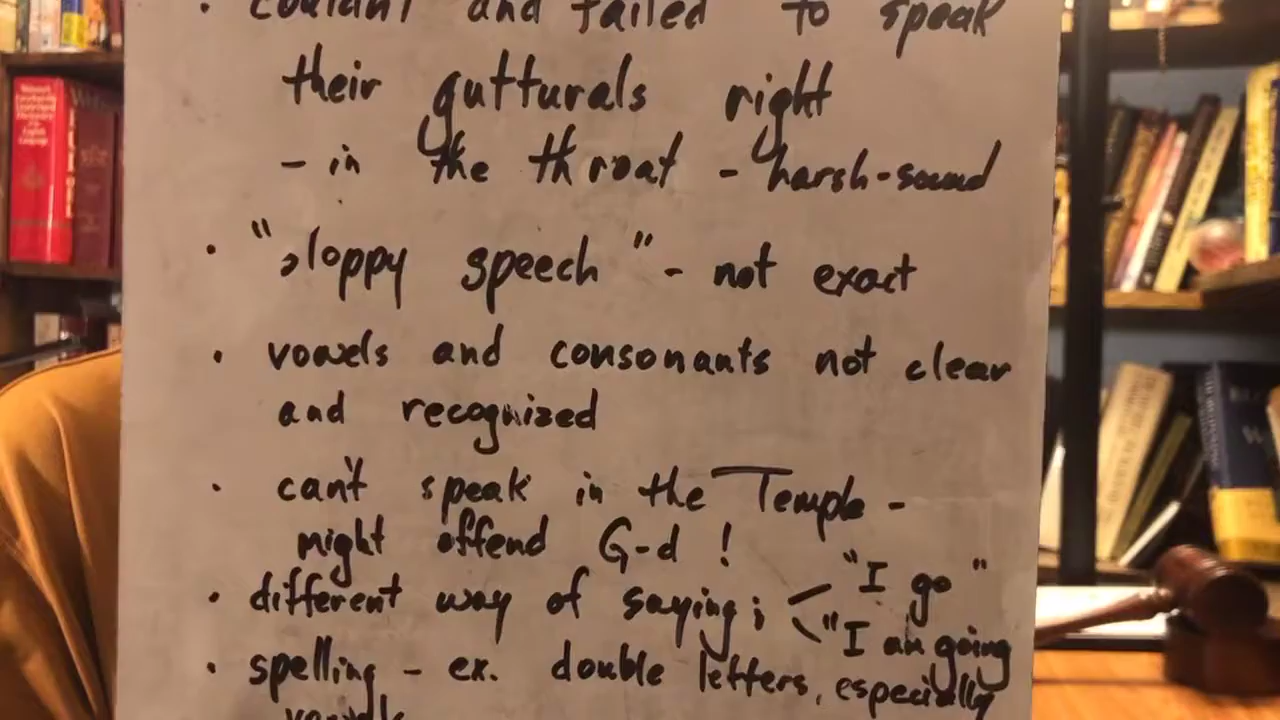 · couldn't and failed to speak
their gutturals right
- in the throat - harsh-sound
· "sloppy speech" - not exact
· vowels and consonants not clear
and recognized
· can't speak in the Temple -
might offend G-d !
· different way of saying; "I go"
"I am going
· spelling - ex. double letters, especially